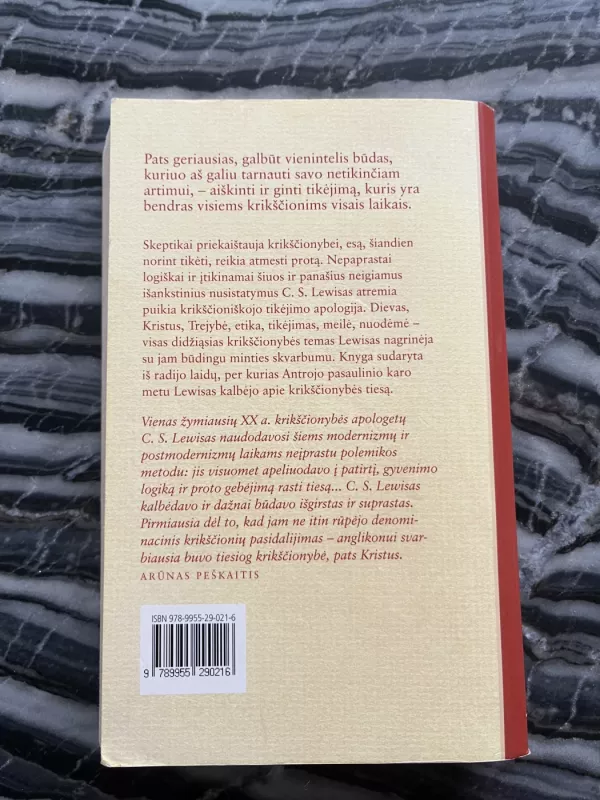 Pats geriausias, galbūt vienintelis būdas,
kuriuo aš galiu tarnauti savo netikinčiam
artimui, – aiškinti ir ginti tikėjimą, kuris yra
bendras visiems krikščionims visais laikais.
Skeptikai priekaištauja krikščionybei, esą, šiandien
norint tikėti, reikia atmesti protą. Nepaprastai
logiškai ir įtikinamai šiuos ir panašius neigiamus
išankstinius nusistatymus C. S. Lewisas atremia
puikia krikščioniškojo tikėjimo apologija. Dievas,
Kristus, Trejybė, etika, tikėjimas, meilė, nuodėmė –
visas didžiąsias krikščionybės temas Lewisas nagrinėja
su jam būdingu minties skvarbumu. Knyga sudaryta
iš radijo laidų, per kurias Antrojo pasaulinio karo
metu Lewisas kalbėjo apie krikščionybės tiesą.
Vienas žymiausių XX a. krikščionybės apologetų
C. S. Lewisas naudodavosi šiems modernizmų ir
postmodernizmų laikams neįprastu polemikos
metodu: jis visuomet apeliuodavo į patirtį, gyvenimo
logiką ir proto gebėjimą rasti tiesą... C. S. Lewisas
kalbėdavo ir dažnai būdavo išgirstas ir suprastas.
Pirmiausia dėl to, kad jam ne itin rūpėjo denomi-
nacinis krikščionių pasidalijimas – anglikonui svar-
biausia buvo tiesiog krikščionybė, pats Kristus.
ARŪNAS PEŠKAITIS
ISBN 978-9955-29-021-6
9 789955 290216